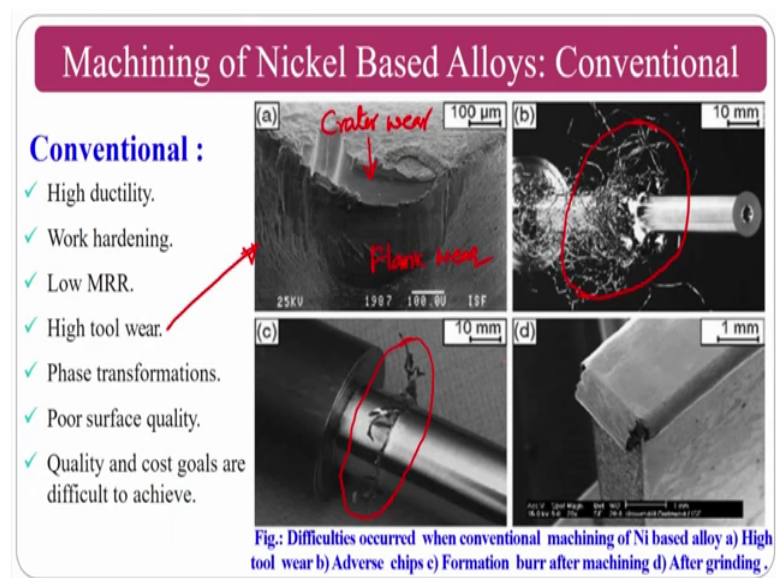 Machining of Nickel Based Alloys: Conventional
Conventional :
✓ High ductility.
✓ Work hardening.
✓ Low MRR.
✓ High tool wear.
✓ Phase transformations.
✓ Poor surface quality.
✓ Quality and cost goals are
difficult to achieve.
(a)
100 µm
Crater wear
Flank wear
25KV 1987 100.0U ISF
(b)
10 mm
(c)
10 mm
(d)
1 mm
1 mm
Fig.: Difficulties occurred when conventional machining of Ni based alloy a) High
tool wear b) Adverse chips c) Formation burr after machining d) After grinding .